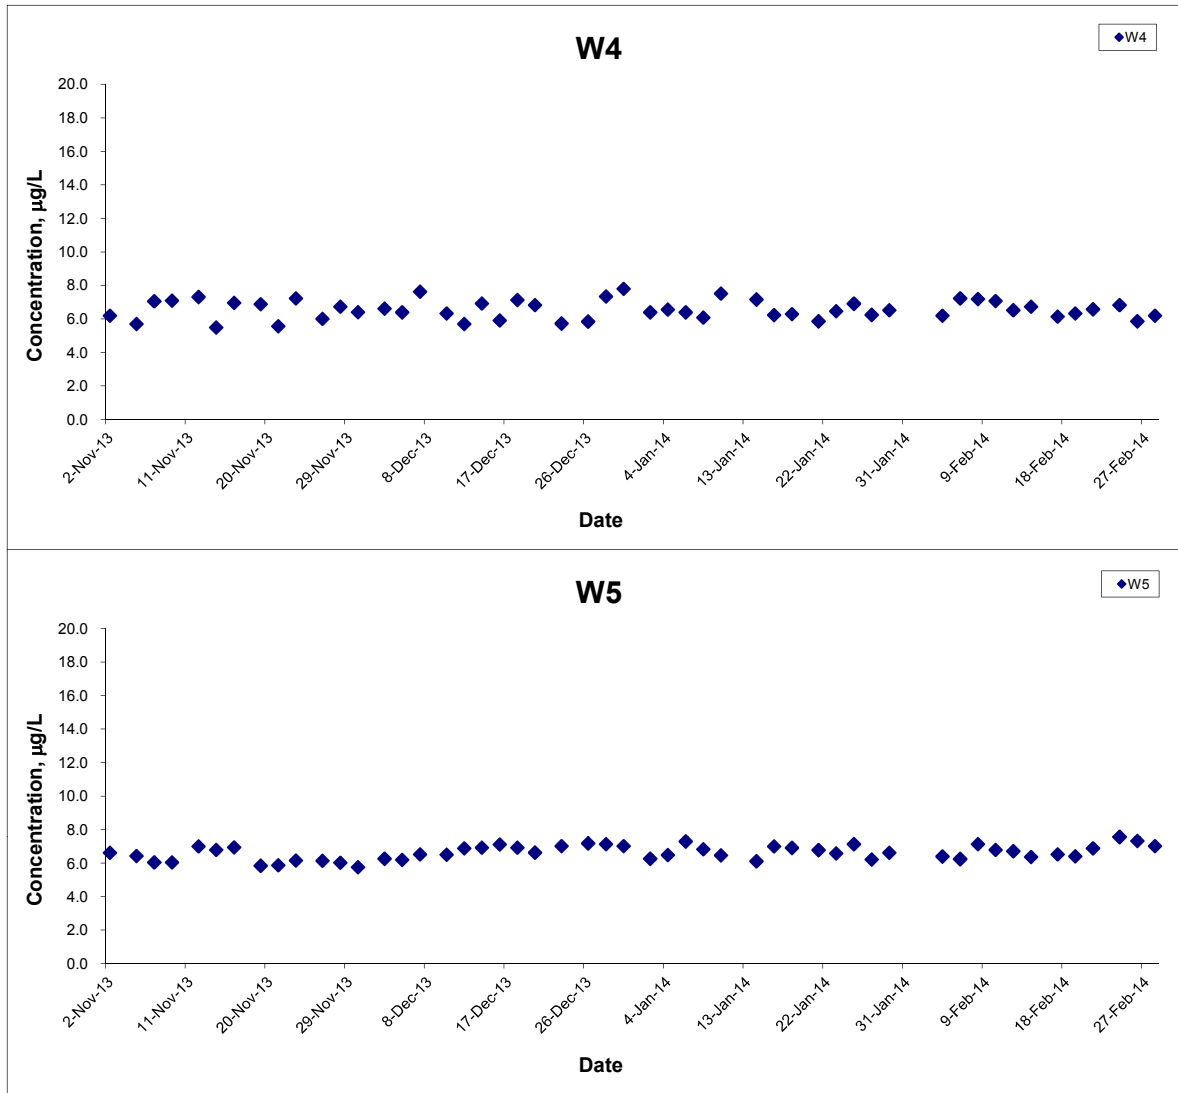 W4
W4
20.0
18.0
16.0
14.0
12.0
10.0
8.0
6.0
4.0
2.0
0.0
Concentration, µg/L
2-Nov-13 11-Nov-13 20-Nov-13 29-Nov-13 8-Dec-13 17-Dec-13 26-Dec-13 4-Jan-14 13-Jan-14 22-Jan-14 31-Jan-14 9-Feb-14 18-Feb-14 27-Feb-14
Date
W5
W5
20.0
18.0
16.0
14.0
12.0
10.0
8.0
6.0
4.0
2.0
0.0
Concentration, µg/L
2-Nov-13 11-Nov-13 20-Nov-13 29-Nov-13 8-Dec-13 17-Dec-13 26-Dec-13 4-Jan-14 13-Jan-14 22-Jan-14 31-Jan-14 9-Feb-14 18-Feb-14 27-Feb-14
Date